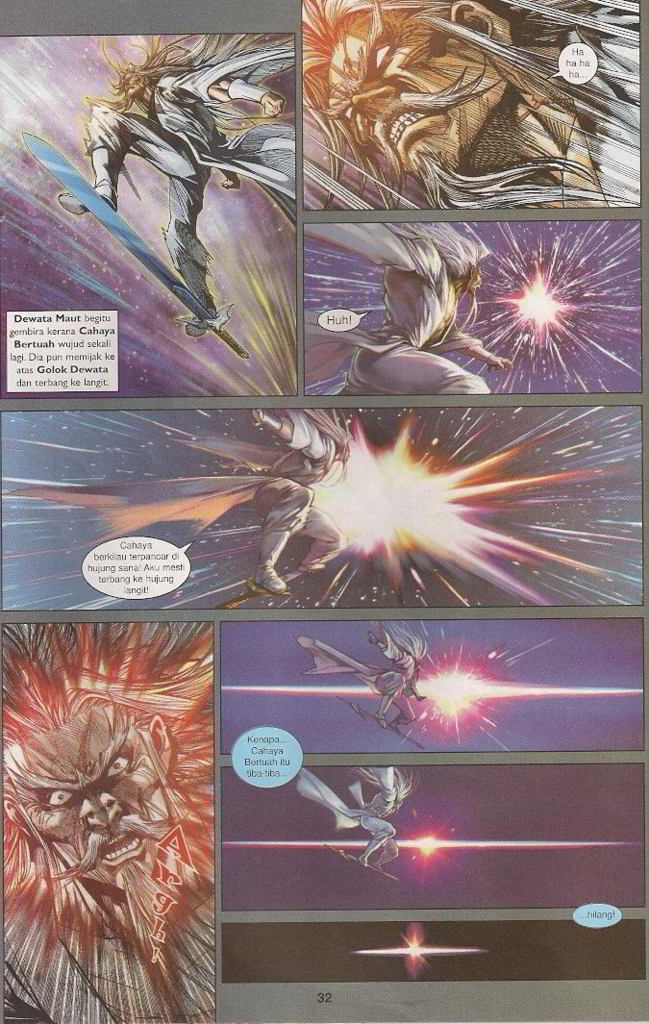 Dewata Maut begitu
gembira kerana Cahaya
Bertuah wujud sekali
lagi. Dia pun memijak ke
atas Golok Dewata
dan terbang ke langit.
Ha
ha ha
ha...
Huh!
Cahaya
berkilau terpancar di
hujung sana! Aku mesti
terbang ke hujung
langit!
Kenapa...
Cahaya
Bertuah itu
tiba-tiba...
...hilang!
32